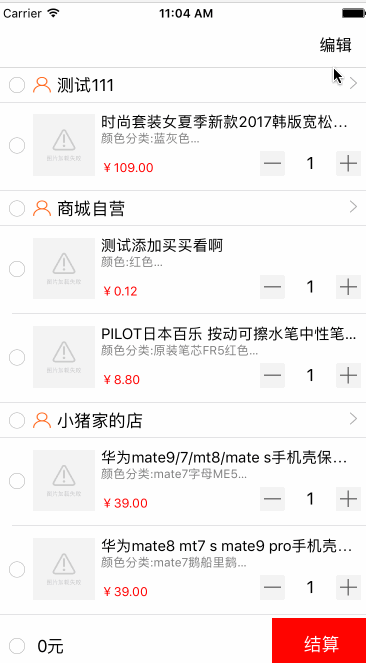 Carrier 11:04 AM
编辑
测试111
时尚套装女夏季新款2017韩版宽松...
颜色分类:蓝灰色...
图片加载失败
￥109.00
1
商城自营
测试添加买买看啊
颜色:红色...
图片加载失败
￥0.12
1
PILOT日本百乐 按动可擦水笔中性笔...
颜色分类:原装笔芯FR5红色...
图片加载失败
￥8.80
1
小猪家的店
华为mate9/7/mt8/mate s手机壳保...
颜色分类:mate7字母ME5...
图片加载失败
￥39.00
1
华为mate8 mt7 s mate9 pro手机壳...
颜色分类:mate7鹅船里鹅...
图片加载失败
￥39.00
1
0元
结算